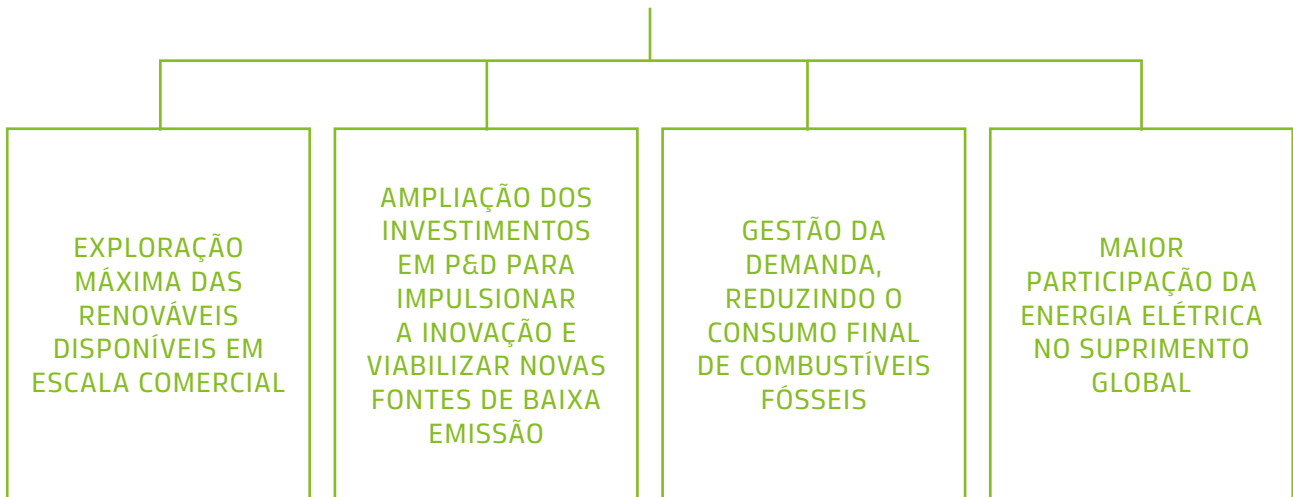 EXPLORAÇÃO
MÁXIMA DAS
RENOVÁVEIS
DISPONÍVEIS EM
ESCALA COMERCIAL
AMPLIAÇÃO DOS
INVESTIMENTOS
EM P&D PARA
IMPULSIONAR
A INOVAÇÃO E
VIABILIZAR NOVAS
FONTES DE BAIXA
EMISSÃO
GESTÃO DA
DEMANDA,
REDUZINDO O
CONSUMO FINAL
DE COMBUSTÍVEIS
FÓSSEIS
MAIOR
PARTICIPAÇÃO DA
ENERGIA ELÉTRICA
NO SUPRIMENTO
GLOBAL